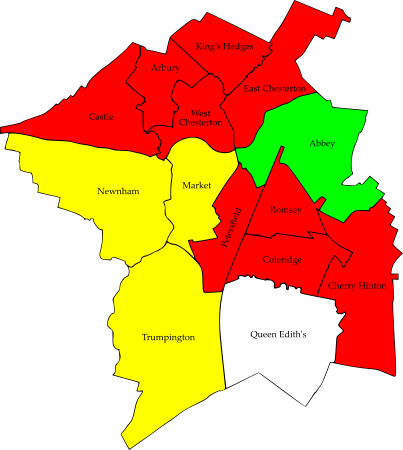 King's Hedges
Arbury
East Chesterton
Castle
West
Chesterton
Abbey
Market
Newnham
Romsey
Petersfield
Coleridge
Cherry Hinton
Trumpington
Queen Edith's